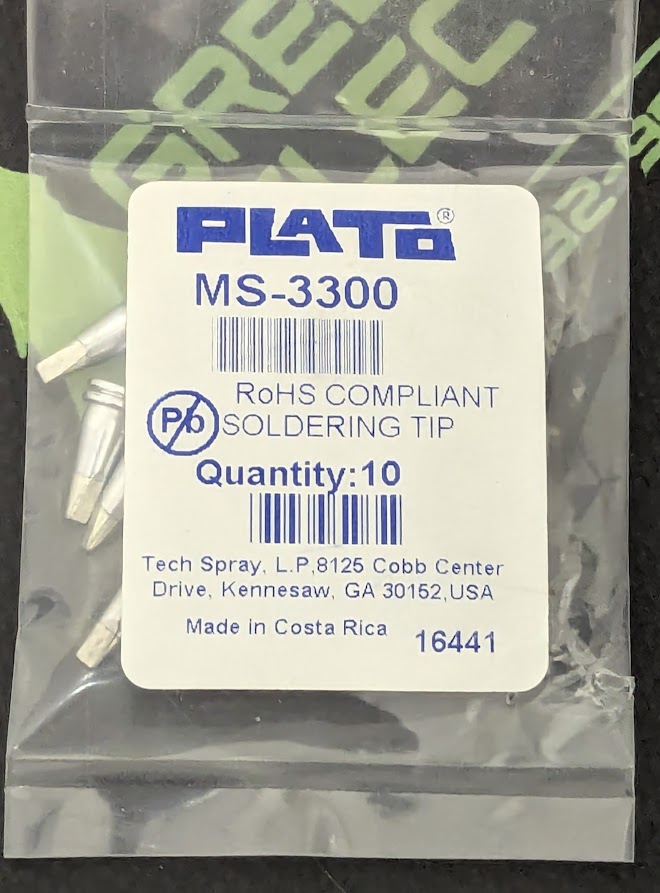 PLATO®
MS-3300
Pb
RoHS COMPLIANT
SOLDERING TIP
Quantity:10
Tech Spray, L.P,8125 Cobb Center
Drive, Kennesaw, GA 30152,USA
Made in Costa Rica
16441